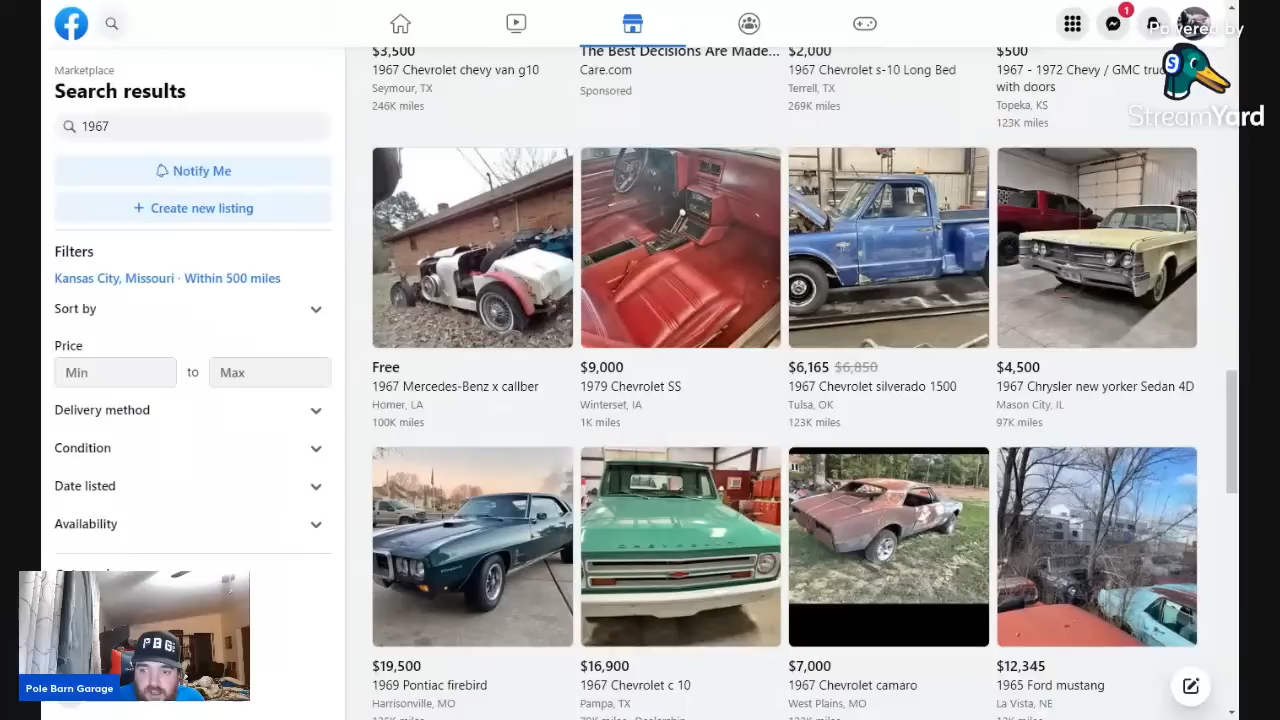 1
Powered by
S
StreamYard
Marketplace
Search results
1967
Notify Me
+ Create new listing
Filters
Kansas City, Missouri · Within 500 miles
Sort by
Price
Min
to
Max
Delivery method
Condition
Date listed
Availability
PBG
Pole Barn Garage
$3,500
1967 Chevrolet chevy van g10
Seymour, TX
246K miles
The Best Decisions Are Made...
Care.com
Sponsored
$2,000
1967 Chevrolet s-10 Long Bed
Terrell, TX
269K miles
$500
1967 - 1972 Chevy / GMC truc
with doors
Topeka, KS
123K miles
Free
1967 Mercedes-Benz x caliber
Homer, LA
100K miles
$9,000
1979 Chevrolet SS
Winterset, IA
1K miles
$6,165 $6,850
1967 Chevrolet silverado 1500
Tulsa, OK
123K miles
$4,500
1967 Chrysler new yorker Sedan 4D
Mason City, IL
97K miles
$19,500
1969 Pontiac firebird
Harrisonville, MO
CHEVROLET
$16,900
1967 Chevrolet c 10
Pampa, TX
$7,000
1967 Chevrolet camaro
West Plains, MO
$12,345
1965 Ford mustang
La Vista, NE